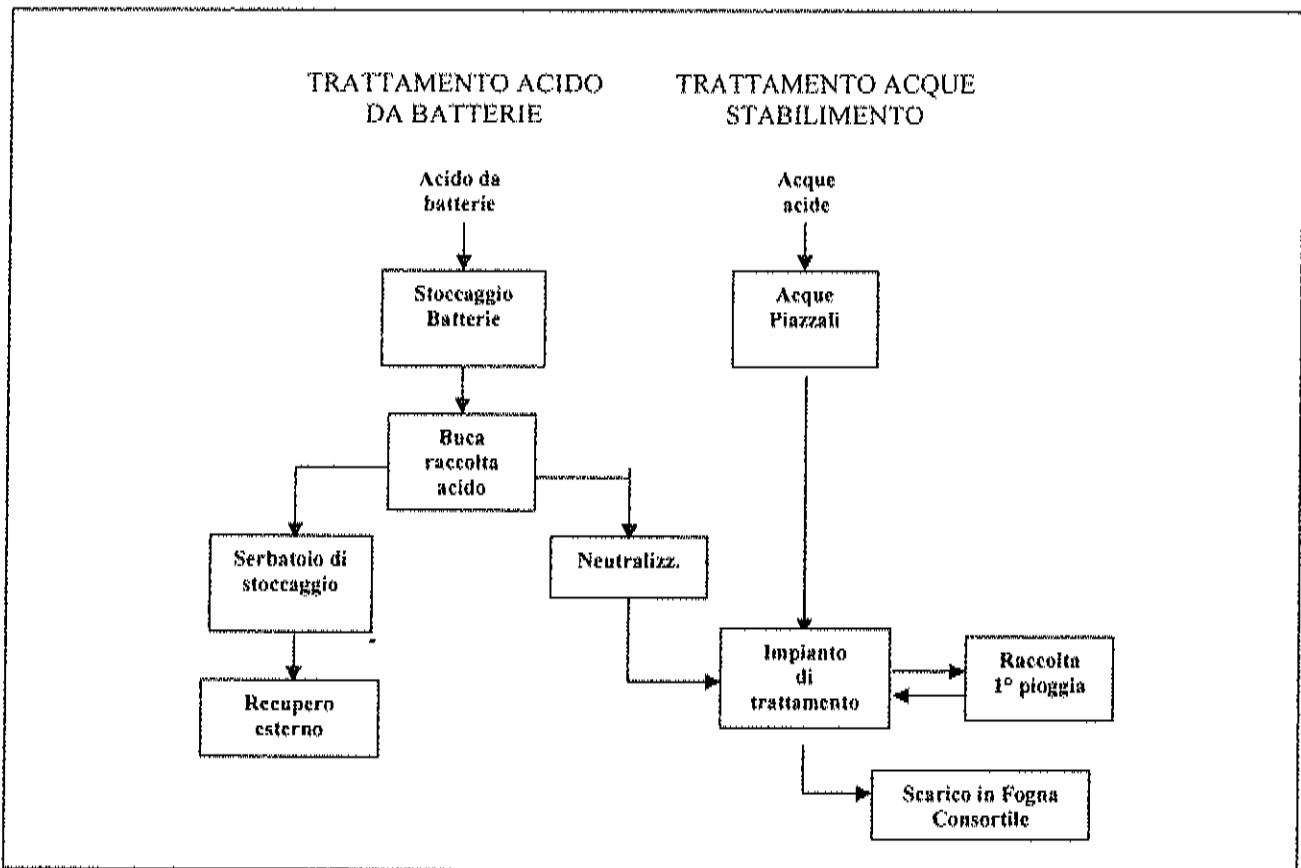 TRATTAMENTO ACIDO
DA BATTERIE
TRATTAMENTO ACQUE
STABILIMENTO
Acido da
batterie
Acque
acide
Stoccaggio
Batterie
Acque
Piazzali
Buca
raccolta
acido
Serbatoio di
stoccaggio
Neutralizz.
Impianto
di
trattamento
Raccolta
1° pioggia
Recupero
esterno
Scarico in Fogna
Consortile